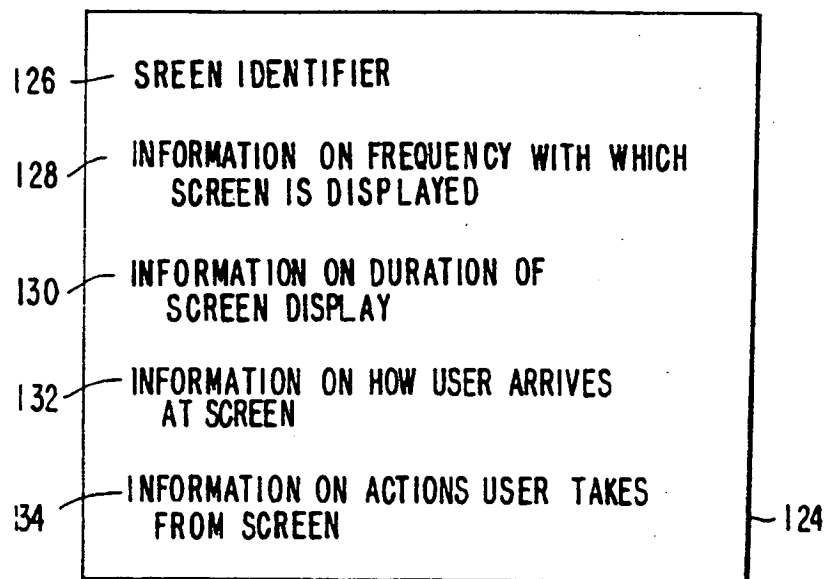 126 SREEN IDENTIFIER
128 INFORMATION ON FREQUENCY WITH WHICH
SCREEN IS DISPLAYED
130 INFORMATION ON DURATION OF
SCREEN DISPLAY
132 INFORMATION ON HOW USER ARRIVES
AT SCREEN
134 INFORMATION ON ACTIONS USER TAKES
FROM SCREEN 124